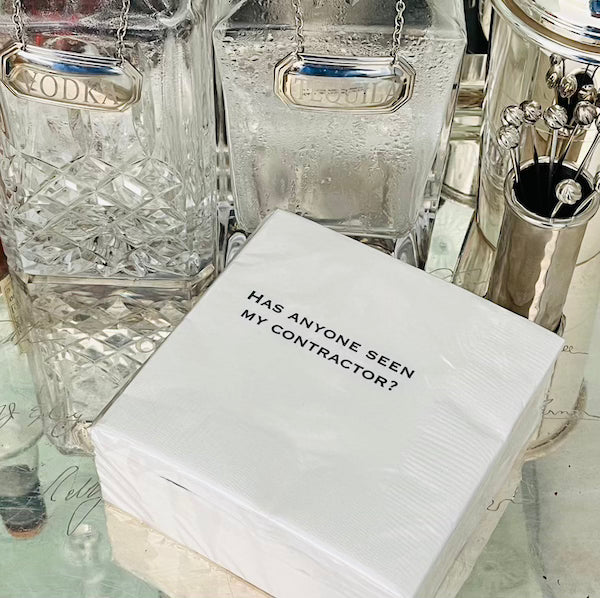 VODKA
TEQUILA
HAS ANYONE SEEN
MY CONTRACTOR?